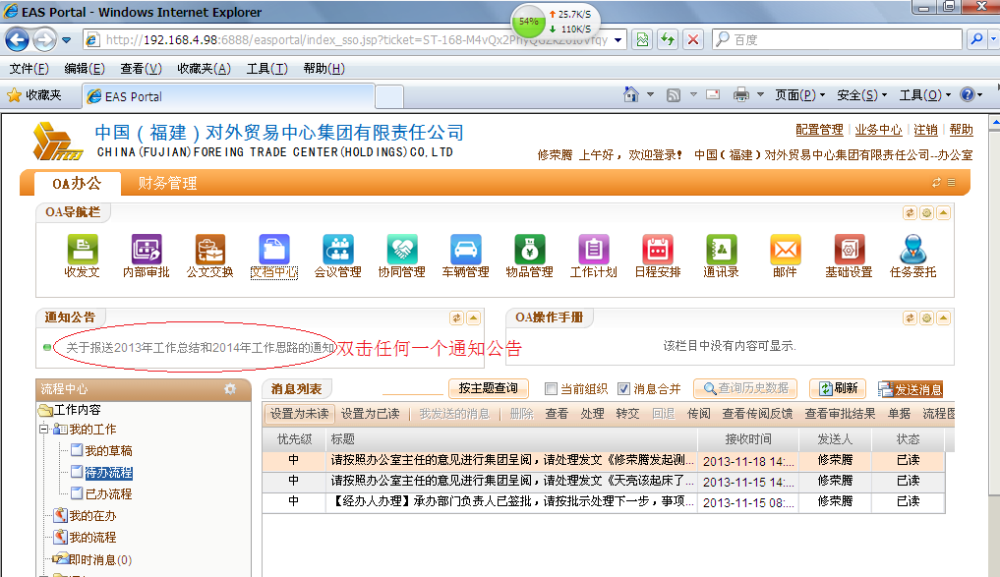 EAS Portal - Windows Internet Explorer
54%
25.7K/S
110K/S
百度
文件(F) 编辑(E) 查看(V) 收藏夹(A) 工具(T) 帮助(H)
收藏夹 EAS Portal 页面(P) 安全(S) 工具(O)
中国（福建）对外贸易中心集团有限责任公司
CHINA(FUJIAN)FOREING TRADE CENTER(HOLDINGS)CO,LTD
配置管理 | 业务中心 | 注销 | 帮助
修荣腾 上午好，欢迎登录! 中国（福建）对外贸易中心集团有限责任公司--办公室
OA办公 财务管理
OA导航栏
收发文 内部审批 公文交换 文档中心 会议管理 协同管理 车辆管理 物品管理 工作计划 日程安排 通讯录 邮件 基础设置 任务委托
通知公告 OA操作手册
关于报送2013年工作总结和2014年工作思路的通知 双击任何一个通知公告 该栏目中没有内容可显示.
流程中心
工作内容
我的工作
我的草稿
待办流程
已办流程
我的在办
我的流程
即时消息(0)
消息列表 按主题查询 当前组织 消息合并 查询历史数据 刷新 发送消息
设置为未读 设置为已读 | 我发送的消息 | 删除 查看 处理 转交 回退 传阅 查看传阅反馈 查看审批结果 单据 流程图
优先级 标题 接收时间 发送人 状态
中 请按照办公室主任的意见进行集团呈阅，请处理发文《修荣腾发起测... 2013-11-18 14:... 修荣腾 已读
中 请按照办公室主任的意见进行集团呈阅，请处理发文《天亮该起床了... 2013-11-15 14:... 修荣腾 已读
中 【经办人办理】承办部门负责人已签批，请按批示处理下一步，事项... 2013-11-15 08:... 修荣腾 已读